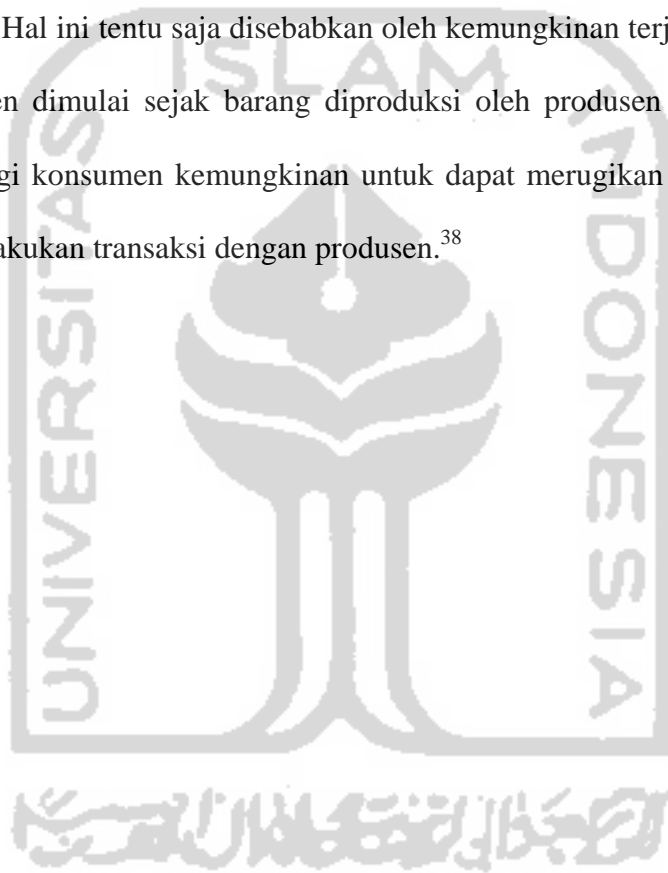 Hal ini tentu saja disebabkan oleh kemungkinan terj
en dimulai sejak barang diproduksi oleh produsen
gi konsumen kemungkinan untuk dapat merugikan
akukan transaksi dengan produsen.38
ISLAM
UNIVERSITAS
INDONESIA